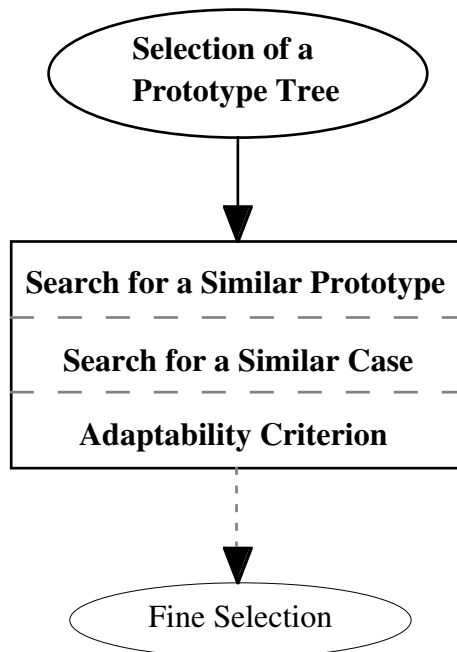 Selection of a
Prototype Tree
Search for a Similar Prototype
Search for a Similar Case
Adaptability Criterion
Fine Selection